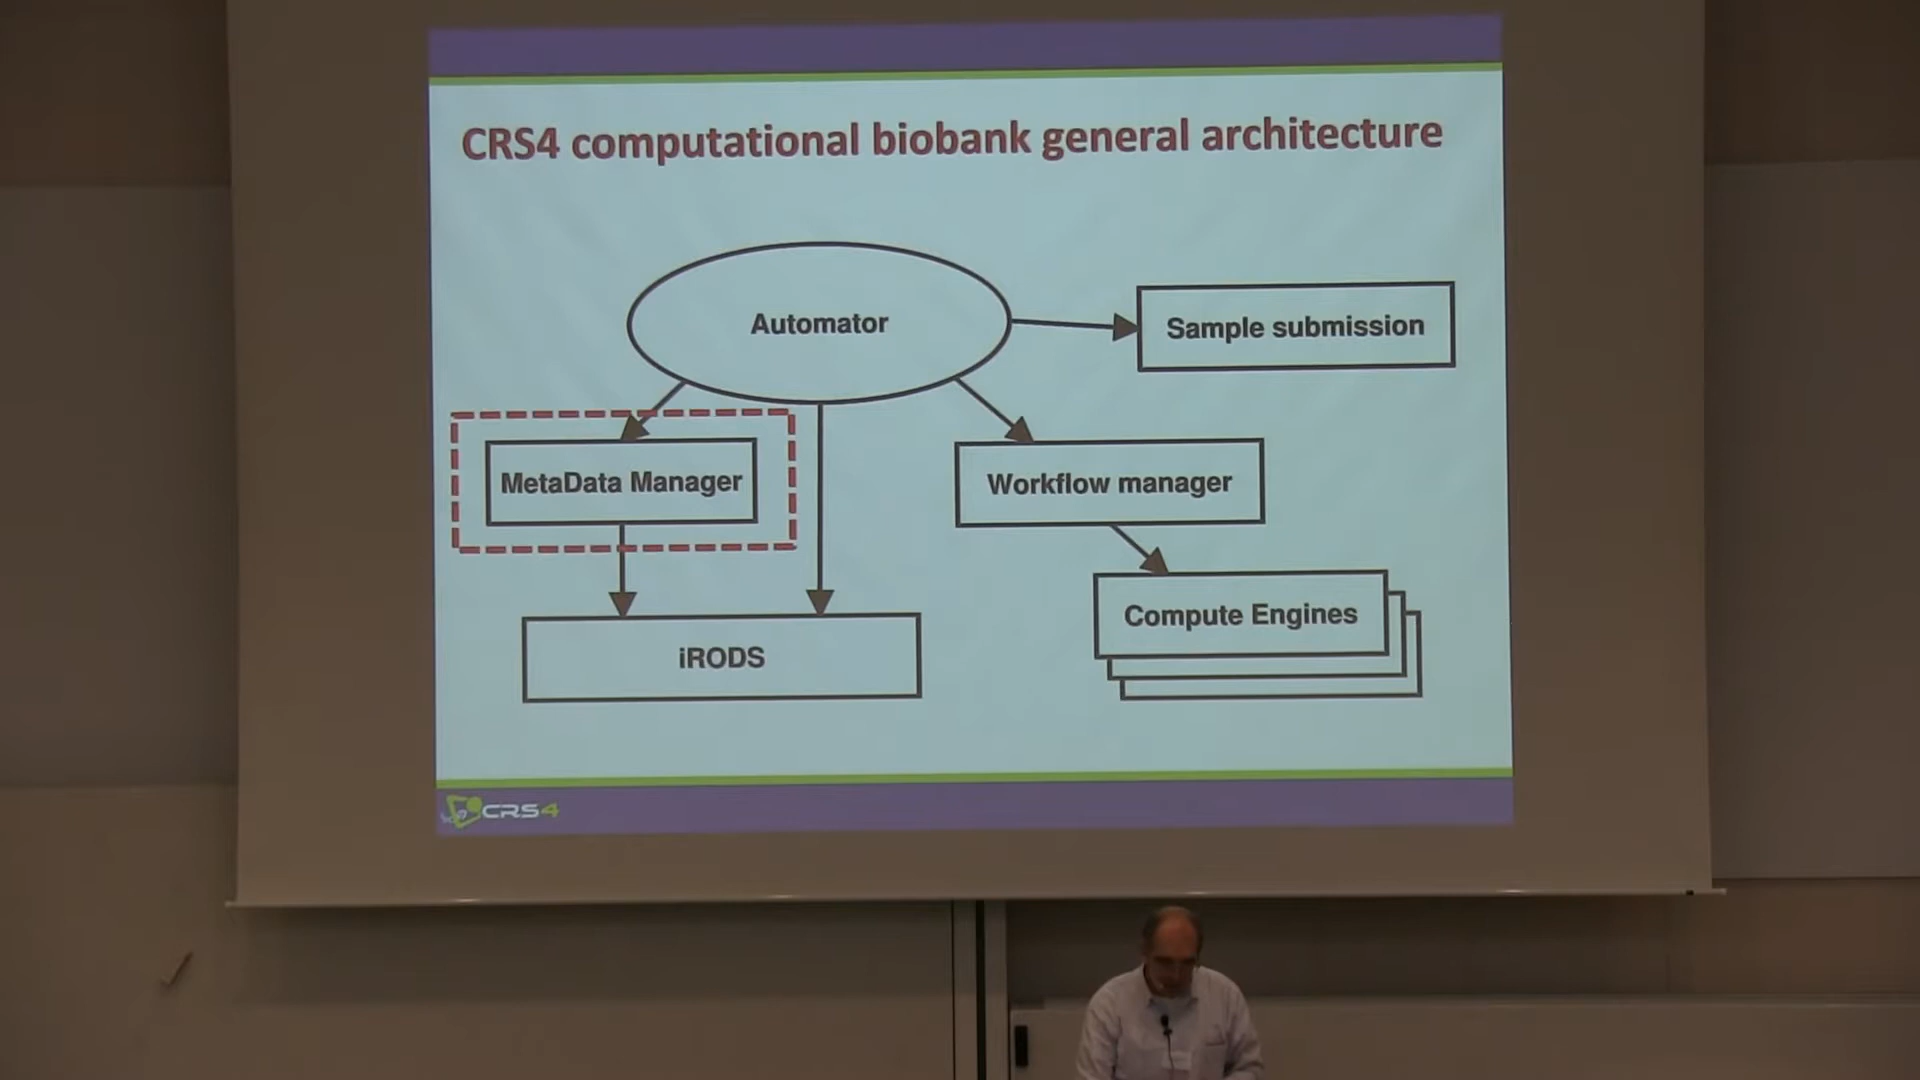 CRS4 computational biobank general architecture
Automator
Sample submission
MetaData Manager
Workflow manager
Compute Engines
iRODS
CRS4